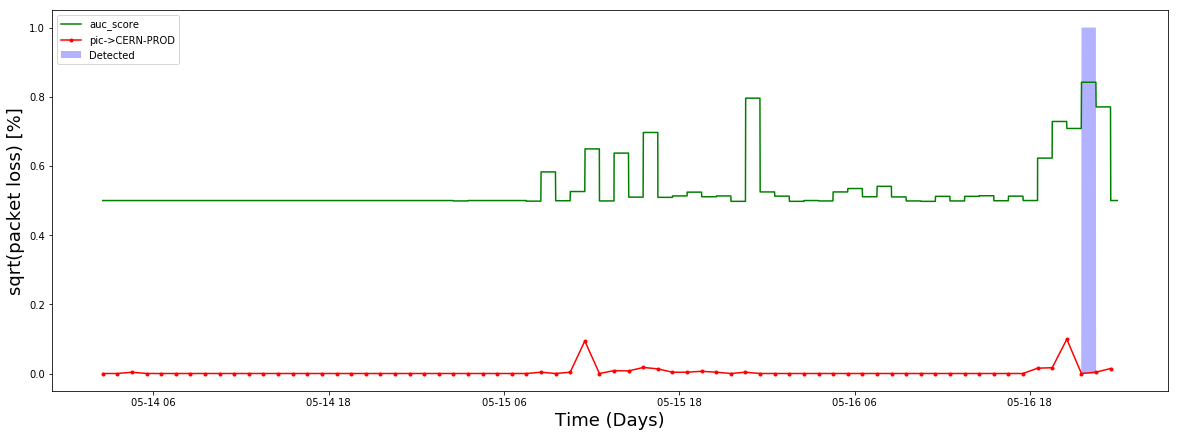 auc_score
pic->CERN-PROD
Detected
1.0
0.8
0.6
0.4
0.2
0.0
sqrt(packet loss) [%]
05-14 06
05-14 18
05-15 06
05-15 18
05-16 06
05-16 18
Time (Days)